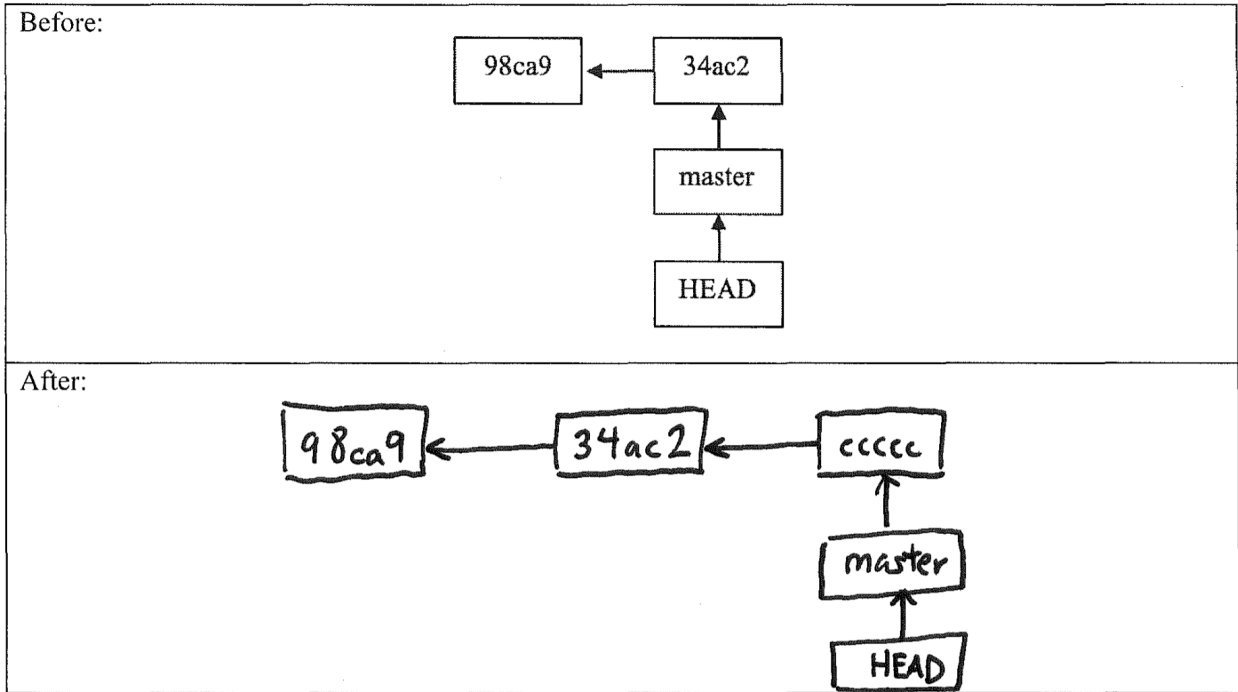 Before:
98ca9 34ac2
master
HEAD
After:
98ca9 34ac2 ccccc
master
HEAD